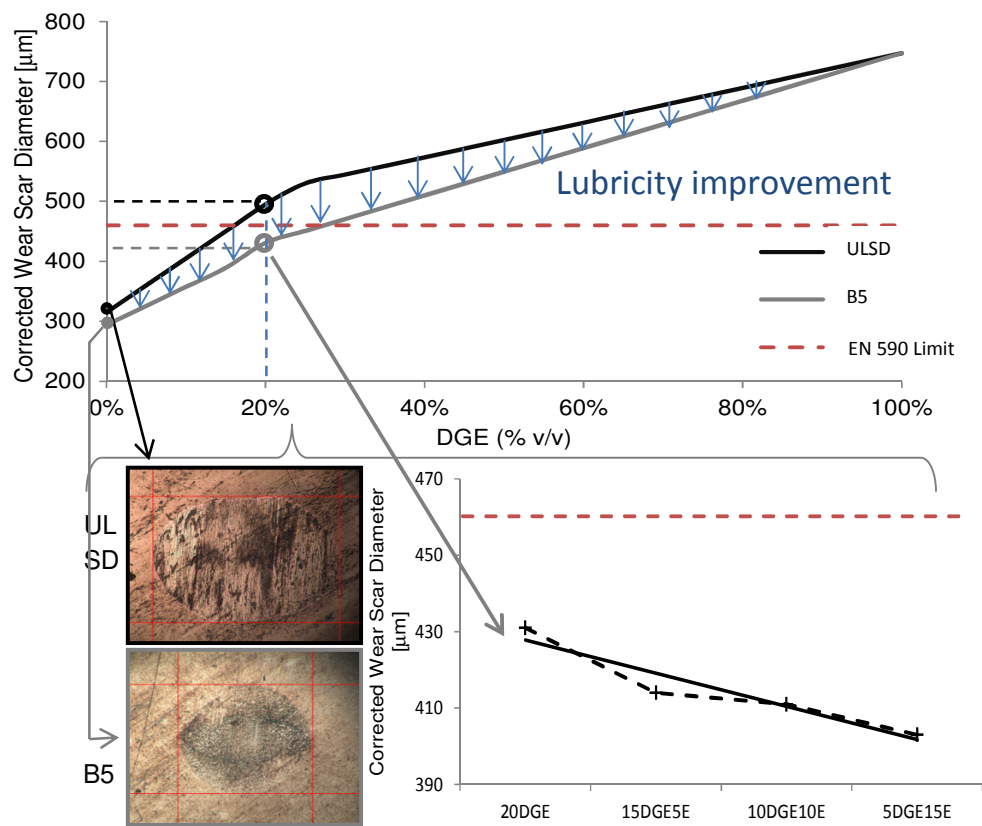 Corrected Wear Scar Diameter [µm]
800
700
600
500
400
300
200
0%
20%
40%
60%
80%
100%
DGE (% v/v)
Lubricity improvement
ULSD
B5
EN 590 Limit
UL
SD
B5
Corrected Wear Scar Diameter
[µm]
470
450
430
410
390
20DGE
15DGE5E
10DGE10E
5DGE15E